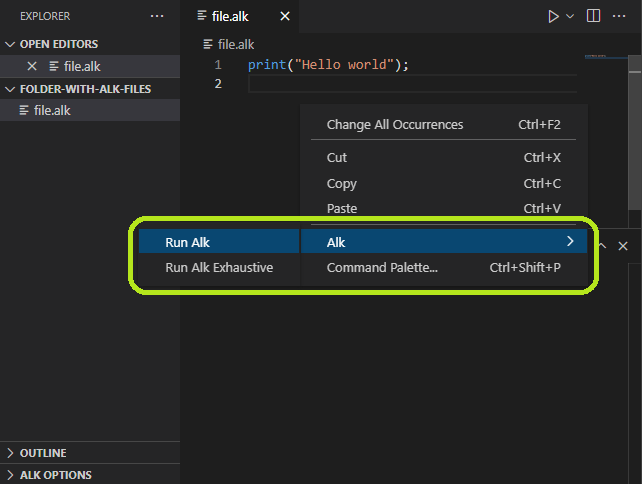 EXPLORER
OPEN EDITORS
file.alk
FOLDER-WITH-ALK-FILES
file.alk
file.alk
file.alk
1 print("Hello world");
2
Change All Occurrences Ctrl+F2
Cut Ctrl+X
Copy Ctrl+C
Paste Ctrl+V
Run Alk
Alk
Run Alk Exhaustive
Command Palette... Ctrl+Shift+P
OUTLINE
ALK OPTIONS